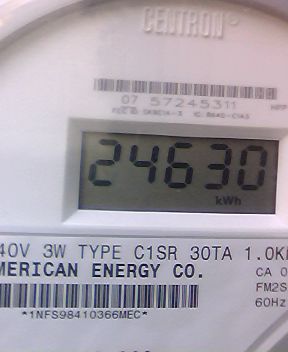 CENTRON®
07 57245311
24630
kWh
40V 3W TYPE C1SR 30TA 1.0K
MERICAN ENERGY CO.
CA 0
FM2S
60Hz
*1NFS98410366MEC*